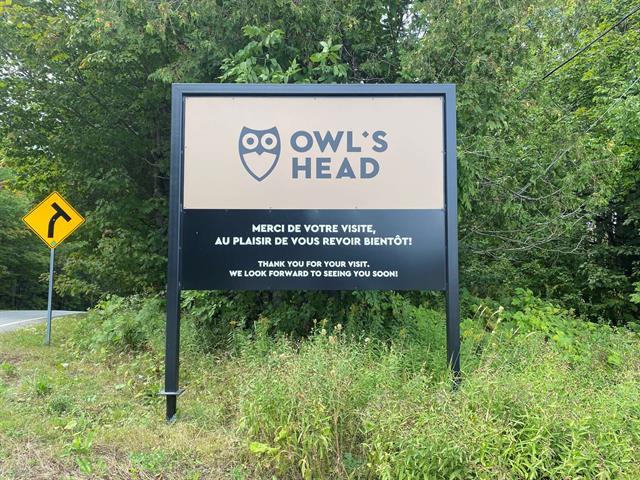 OWL'S
HEAD
MERCI DE VOTRE VISITE,
AU PLAISIR DE VOUS REVOIR BIENTÔT!
THANK YOU FOR YOUR VISIT.
WE LOOK FORWARD TO SEEING YOU SOON!